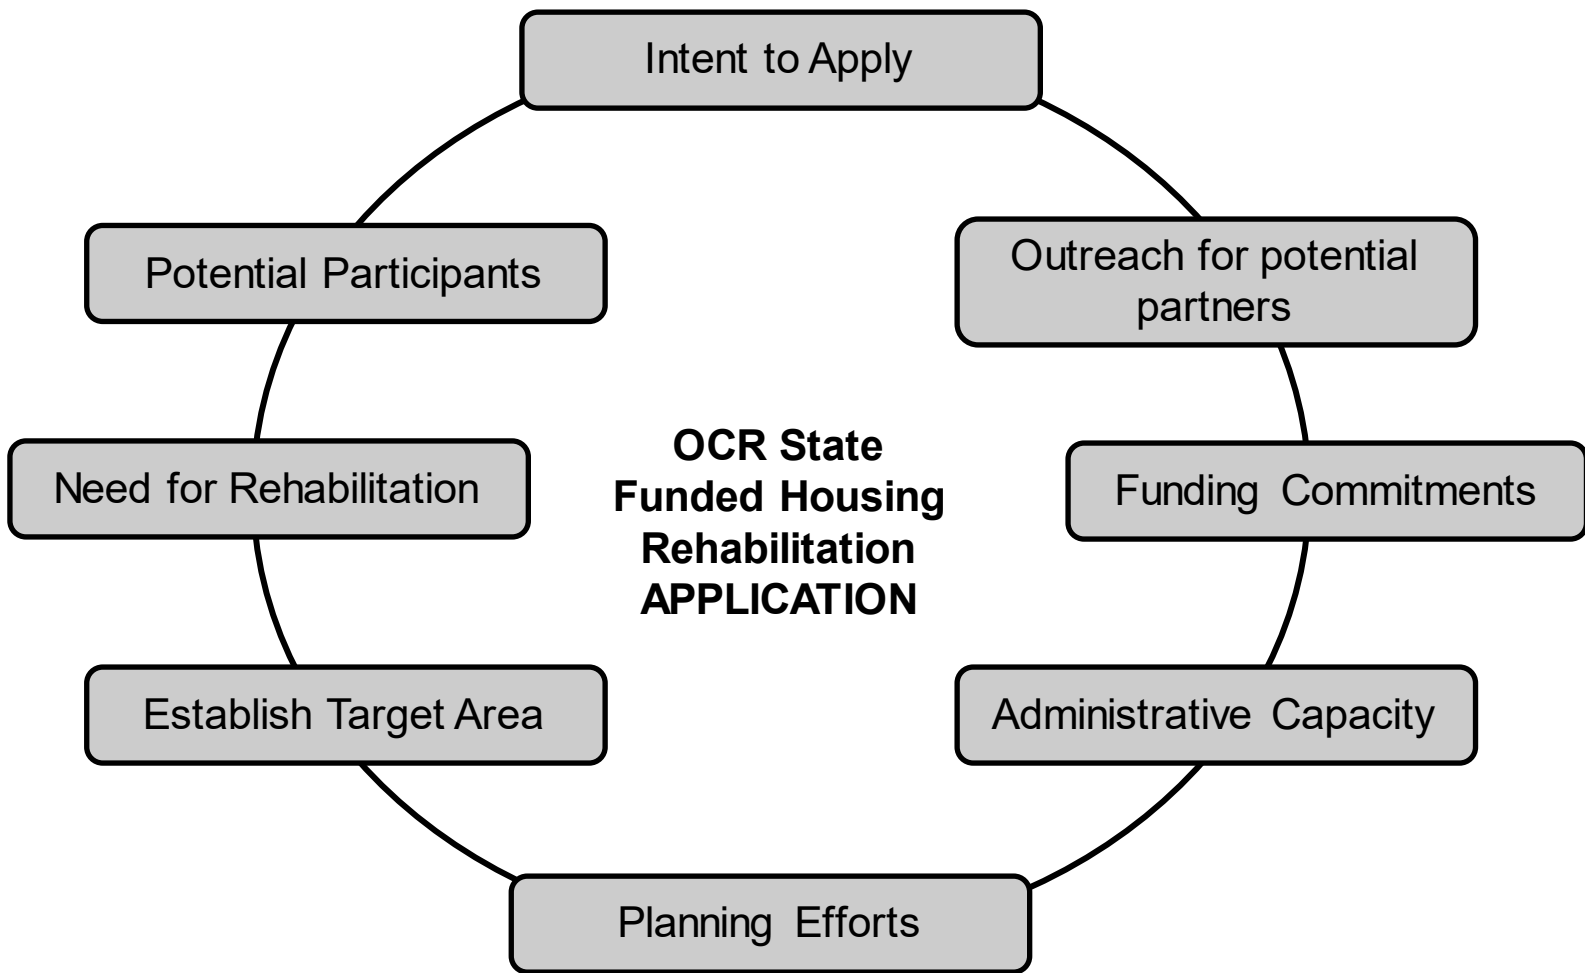 Intent to Apply
Potential Participants
Outreach for potential
partners
Need for Rehabilitation
OCR State
Funded Housing
Rehabilitation
APPLICATION
Funding Commitments
Establish Target Area
Administrative Capacity
Planning Efforts